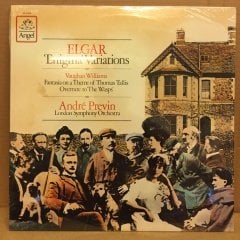 Angel
ELGAR
Enigma Variations
Vaughan Williams
Fantasia on a Theme of Thomas Tallis
Overture to The Wasps
André Previn
London Symphony Orchestra